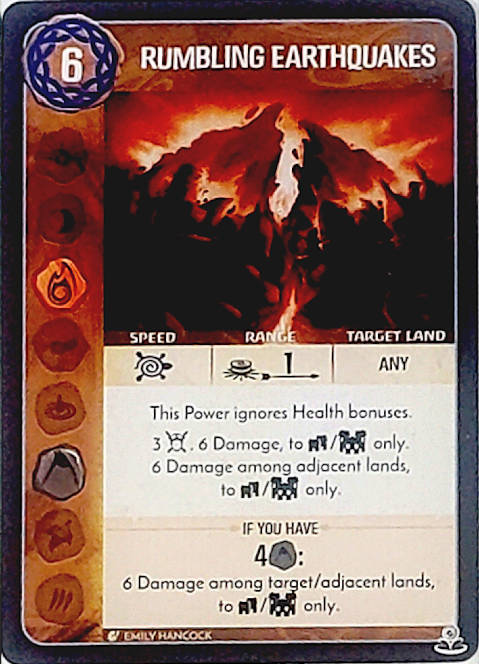 6
RUMBLING EARTHQUAKES
SPEED RANGE TARGET LAND
1 ANY
This Power ignores Health bonuses.
3 . 6 Damage, to / only.
6 Damage among adjacent lands,
to / only.
IF YOU HAVE
4 :
6 Damage among target/adjacent lands,
to / only.
EMILY HANCOCK